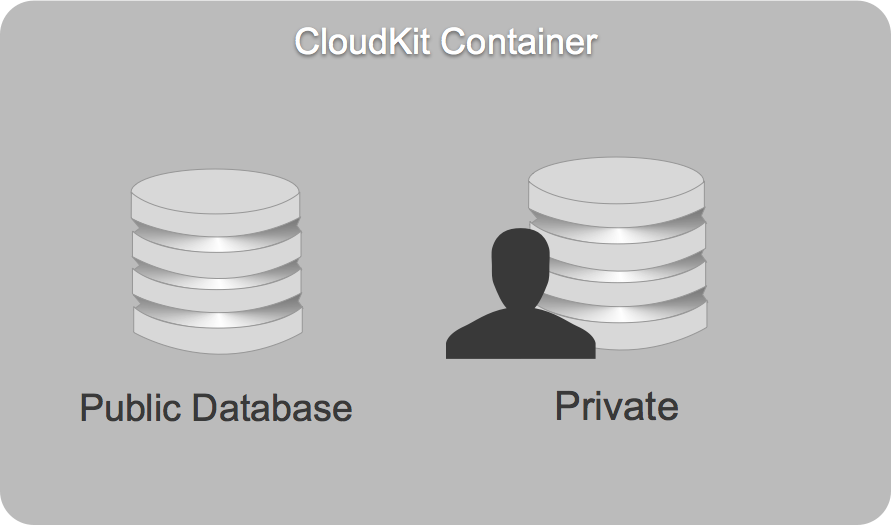 CloudKit Container
Public Database
Private